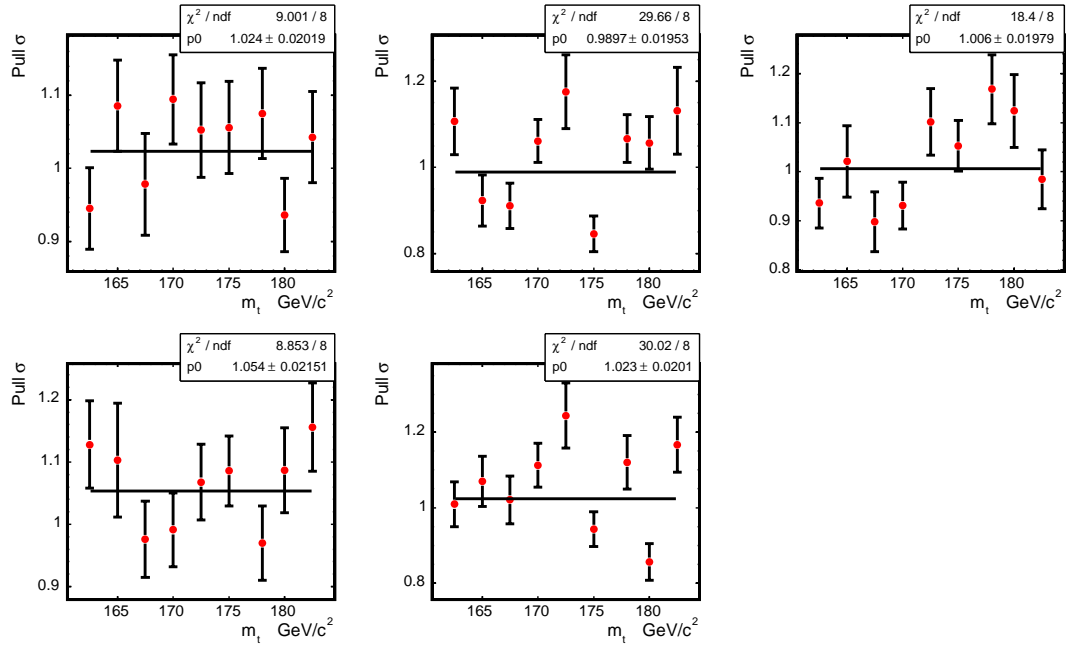 χ² / ndf 9.001 / 8
p0 1.024 ± 0.02019
Pull σ
1.1
1
0.9
165 170 175 180
m_t GeV/c²
χ² / ndf 29.66 / 8
p0 0.9897 ± 0.01953
Pull σ
1.2
1
0.8
165 170 175 180
m_t GeV/c²
χ² / ndf 18.4 / 8
p0 1.006 ± 0.01979
Pull σ
1.2
1.1
1
0.9
0.8
165 170 175 180
m_t GeV/c²
χ² / ndf 8.853 / 8
p0 1.054 ± 0.02151
Pull σ
1.2
1.1
1
0.9
165 170 175 180
m_t GeV/c²
χ² / ndf 30.02 / 8
p0 1.023 ± 0.0201
Pull σ
1.2
1
0.8
165 170 175 180
m_t GeV/c²